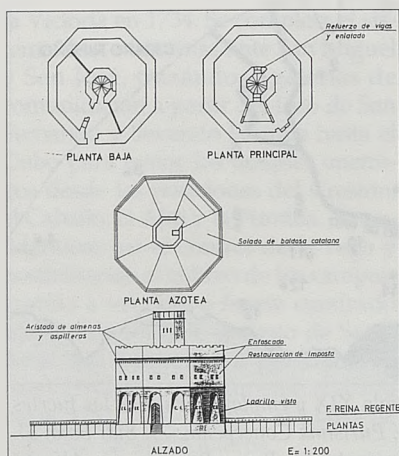 Refuerzo de vigas
y enlatado
PLANTA BAJA
PLANTA PRINCIPAL
Solado de baldosa catalana
PLANTA AZOTEA
Aristado de almenas
y aspilleras
Enfoscado
Restauracion de imposta
Ladrillo visto
F. REINA REGENTE
PLANTAS
ALZADO
E= 1:200